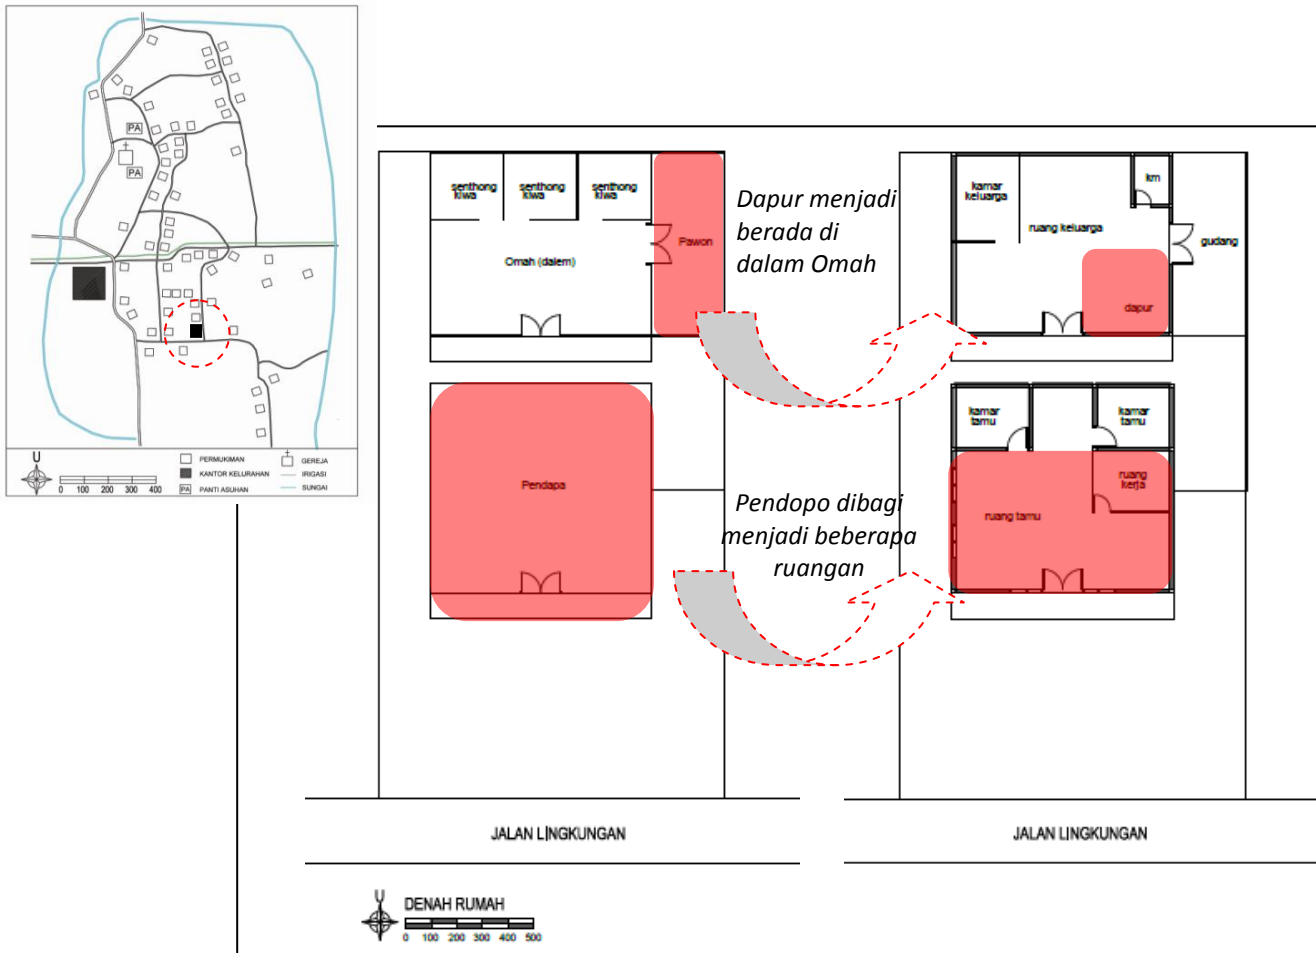 PA
PA
U
0 100 200 300 400
PERMUKIMAN
KANTOR KELURAHAN
PA PANTI ASUHAN
GEREJA
IRIGASI
SUNGAI
senthong
kiwa
senthong
kiwa
senthong
kiwa
Omah (dalem)
Pawon
Pendapa
JALAN LINGKUNGAN
Dapur menjadi
berada di
dalam Omah
Pendopo dibagi
menjadi beberapa
ruangan
kamar
keluarga
km
ruang keluarga
gudang
dapur
kamar
tamu
kamar
tamu
ruang
kerja
ruang tamu
JALAN LINGKUNGAN
U
DENAH RUMAH
0 100 200 300 400 500